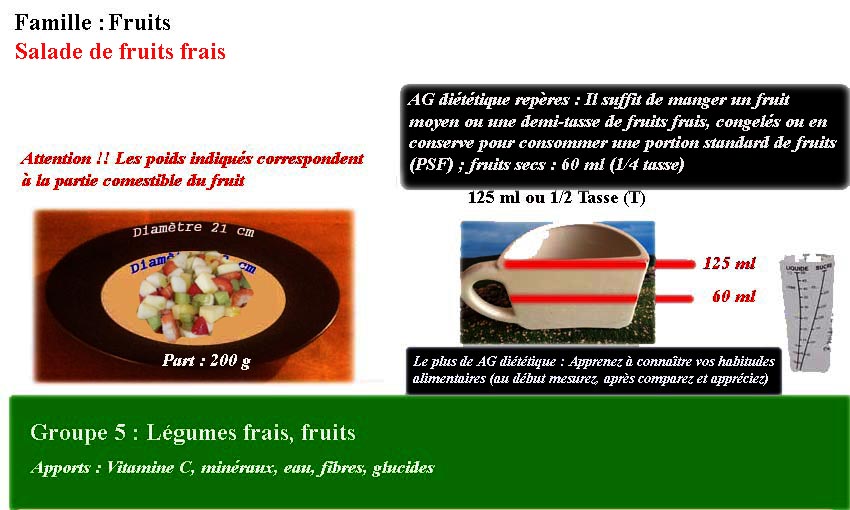 Famille : Fruits
Salade de fruits frais
AG diététique repères : Il suffit de manger un fruit
moyen ou une demi-tasse de fruits frais, congelés ou en
conserve pour consommer une portion standard de fruits
(PSF) ; fruits secs : 60 ml (1/4 tasse)
Attention !! Les poids indiqués correspondent
à la partie comestible du fruit
125 ml ou 1/2 Tasse (T)
Diamètre 21 cm
cm
Part : 200 g
125 ml
60 ml
LIQUIDE SUCRE
Le plus de AG diététique : Apprenez à connaître vos habitudes
alimentaires (au début mesurez, après comparez et appréciez)
Groupe 5 : Légumes frais, fruits
Apports : Vitamine C, minéraux, eau, fibres, glucides